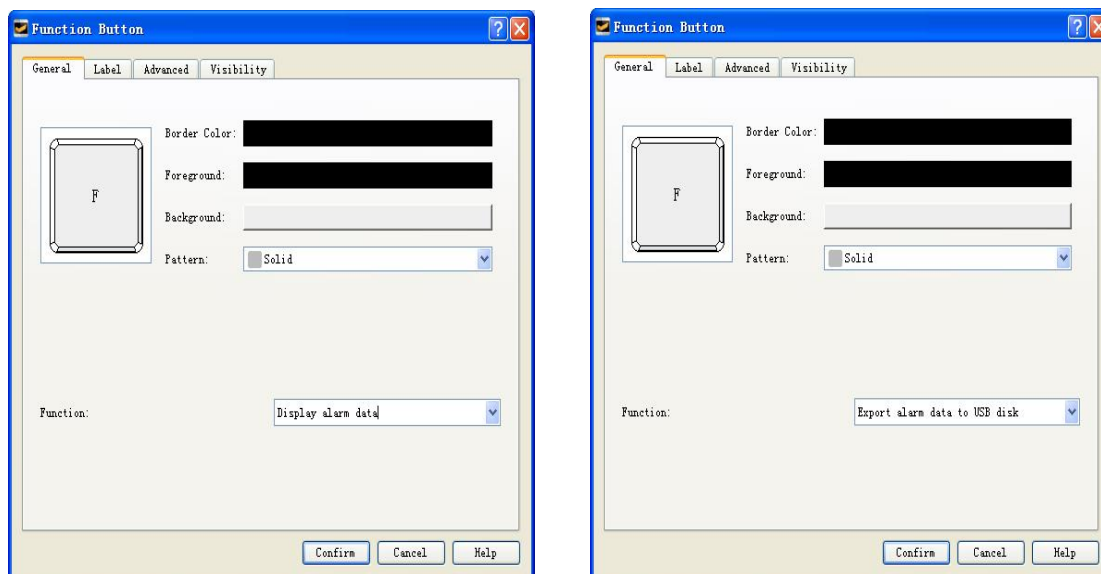 Function Button
General Label Advanced Visibility
Border Color:
F
Foreground:
Background:
Pattern: Solid
Function: Display alarm data
Confirm Cancel Help
Function Button
General Label Advanced Visibility
Border Color:
F
Foreground:
Background:
Pattern: Solid
Function: Export alarm data to USB disk
Confirm Cancel Help